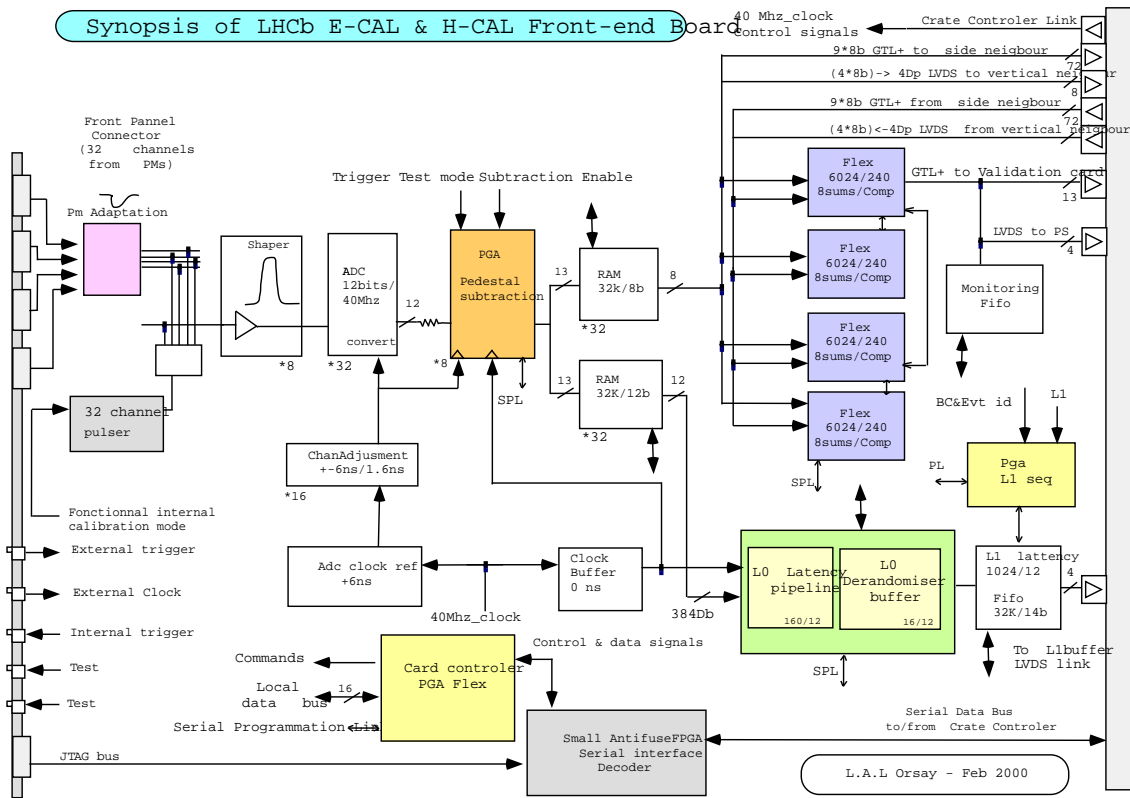 Synopsis of LHCb E-CAL & H-CAL Front-end Board
40 Mhz_clock
Control signals
Crate Controler Link
9*8b GTL+ to side neigbour
72
(4*8b)-> 4Dp LVDS to vertical neigbour
8
9*8b GTL+ from side neigbour
72
(4*8b)<-4Dp LVDS from vertical neigbour
Front Pannel
Connector
(32 channels
from PMs)
Pm Adaptation
Trigger Test mode
Subtraction Enable
Flex
6024/240
8sums/Comp
GTL+ to Validation card
13
LVDS to PS
4
Shaper
*8
ADC
12bits/
40Mhz
convert
*32
12
PGA
Pedestal
subtraction
*8
SPL
13
RAM
32k/8b
*32
8
Flex
6024/240
8sums/Comp
Monitoring
Fifo
Flex
6024/240
8sums/Comp
13
RAM
32K/12b
*32
12
Flex
6024/240
8sums/Comp
SPL
BC&Evt id
L1
32 channel
pulser
ChanAdjusment
+-6ns/1.6ns
*16
PL
Pga
L1 seq
Fonctionnal internal
calibration mode
External trigger
External Clock
Internal trigger
Test
Test
Adc clock ref
+6ns
40Mhz_clock
Clock
Buffer
0 ns
384Db
L0 Latency
pipeline
160/12
L0
Derandomiser
buffer
16/12
SPL
L1 lattency
1024/12
Fifo
32K/14b
4
To L1buffer
LVDS link
Control & data signals
Commands
Local
data bus
16
Serial Programmation Link
Card controler
PGA Flex
Small AntifuseFPGA
Serial interface
Decoder
Serial Data Bus
to/from Crate Controler
JTAG bus
L.A.L Orsay - Feb 2000